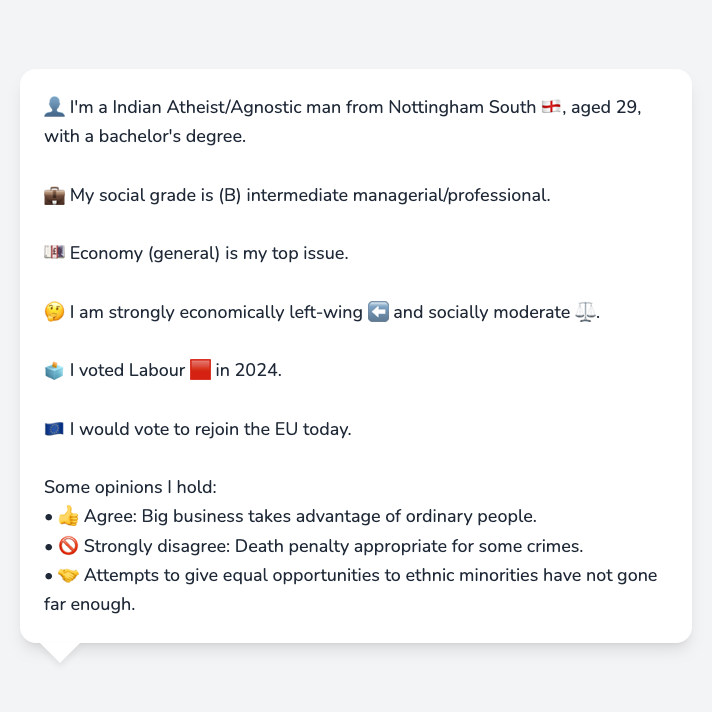 👤 I'm a Indian Atheist/Agnostic man from Nottingham South 🏴󠁧󠁢󠁥󠁮󠁧󠁿, aged 29,
with a bachelor's degree.
💼 My social grade is (B) intermediate managerial/professional.
💷 Economy (general) is my top issue.
🤔 I am strongly economically left-wing ⬅️ and socially moderate ⚖️.
🗳️ I voted Labour 🟥 in 2024.
🇪🇺 I would vote to rejoin the EU today.
Some opinions I hold:
• 👍 Agree: Big business takes advantage of ordinary people.
• 🚫 Strongly disagree: Death penalty appropriate for some crimes.
• 🤝 Attempts to give equal opportunities to ethnic minorities have not gone
far enough.